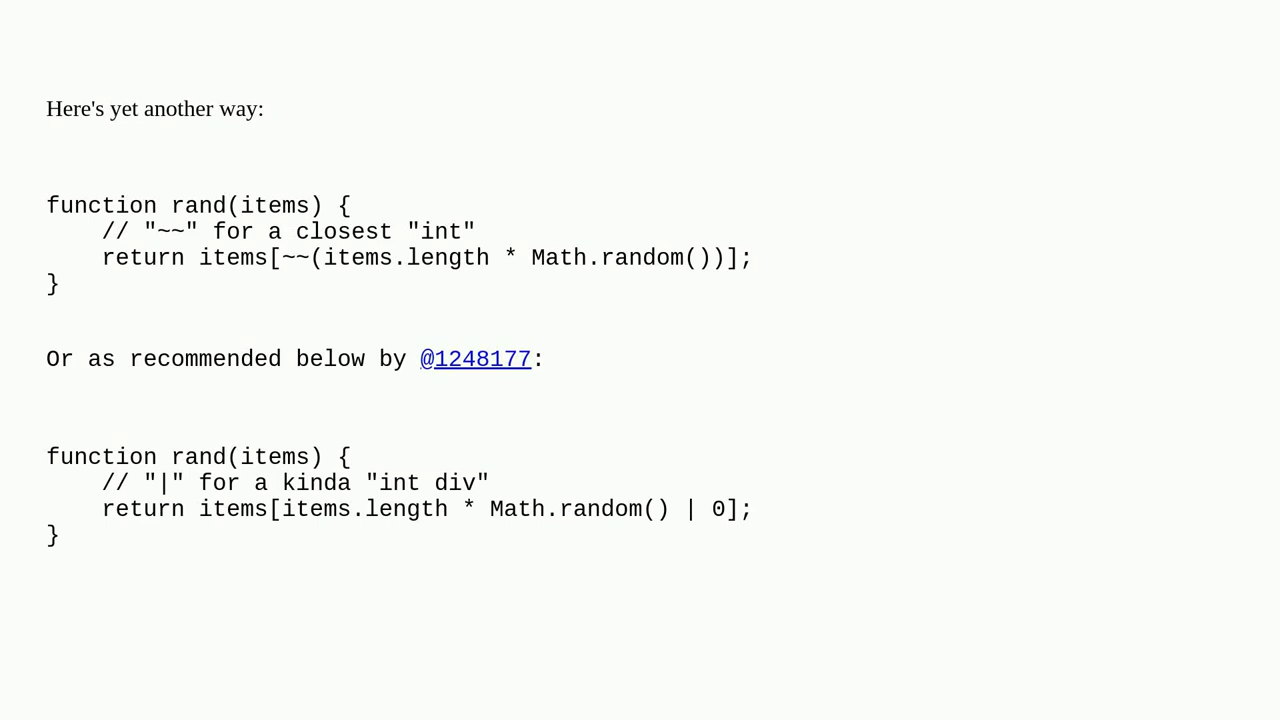 Here's yet another way:
function rand(items) {
    // "~~" for a closest "int"
    return items[~~(items.length * Math.random())];
}
Or as recommended below by @1248177:
function rand(items) {
    // "|" for a kinda "int div"
    return items[items.length * Math.random() | 0];
}